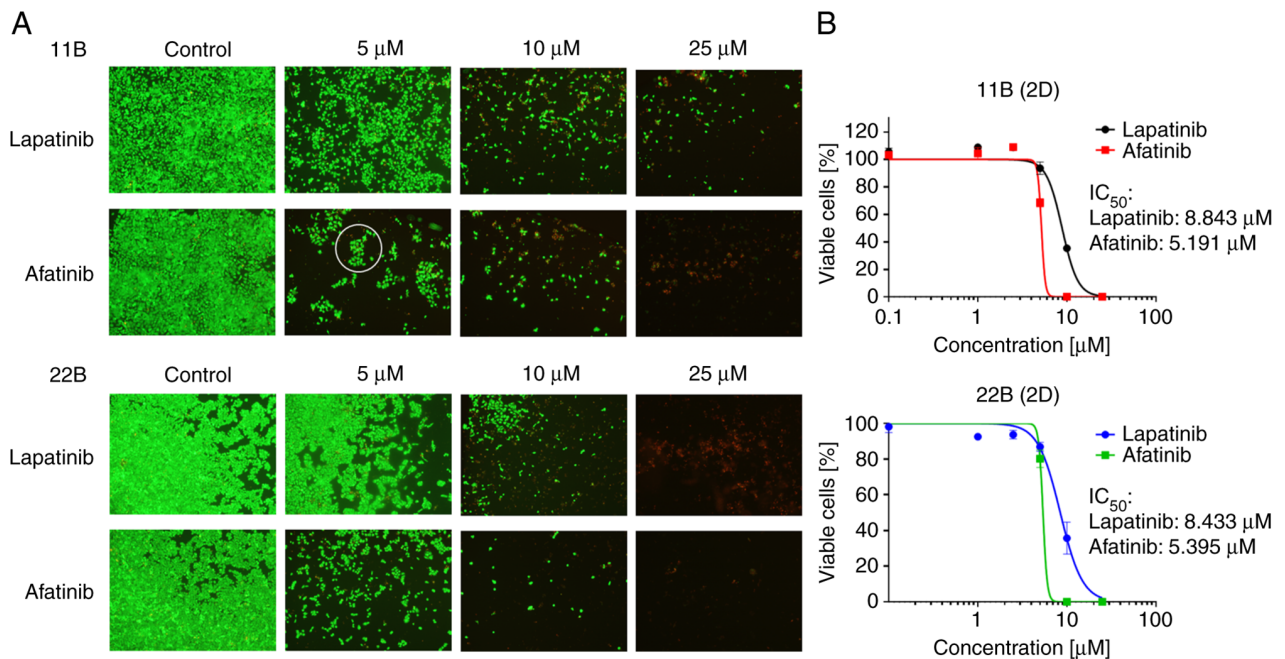 A
11B Control 5 μM 10 μM 25 μM
Lapatinib
Afatinib
22B Control 5 μM 10 μM 25 μM
Lapatinib
Afatinib
B
11B (2D)
Viable cells [%]
120
100
80
60
40
20
0
0.1 1 10 100
Concentration [μM]
Lapatinib
Afatinib
IC50:
Lapatinib: 8.843 μM
Afatinib: 5.191 μM
22B (2D)
Viable cells [%]
100
80
60
40
20
0
1 10 100
Concentration [μM]
Lapatinib
Afatinib
IC50:
Lapatinib: 8.433 μM
Afatinib: 5.395 μM